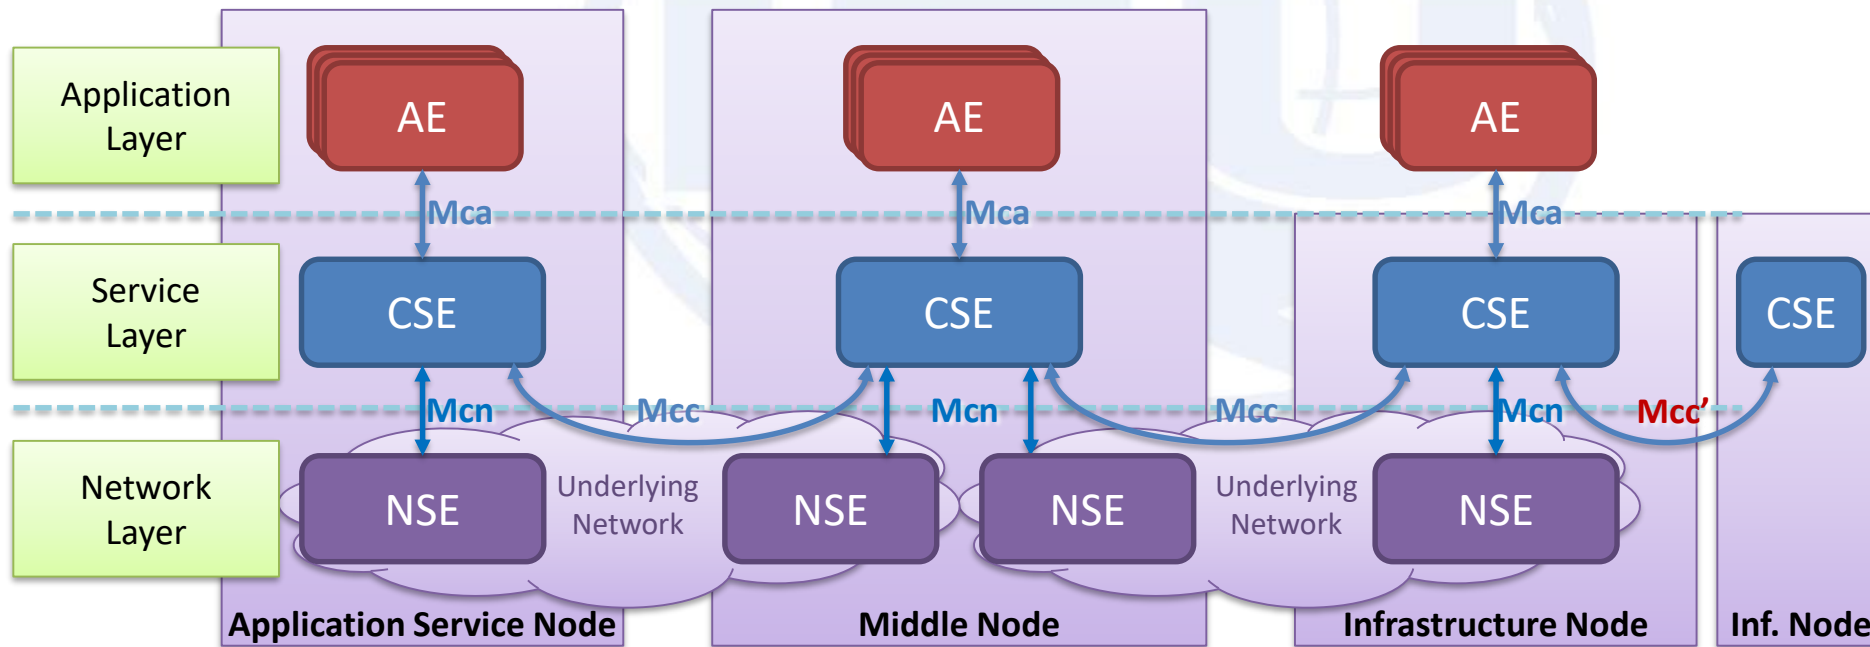 Application
Layer
AE
AE
AE
Mca
Mca
Mca
Service
Layer
CSE
CSE
CSE
CSE
Mcn
Mcc
Mcn
Mcc
Mcn
Mcc’
Network
Layer
NSE
Underlying
Network
NSE
NSE
Underlying
Network
NSE
Application Service Node
Middle Node
Infrastructure Node
Inf. Node